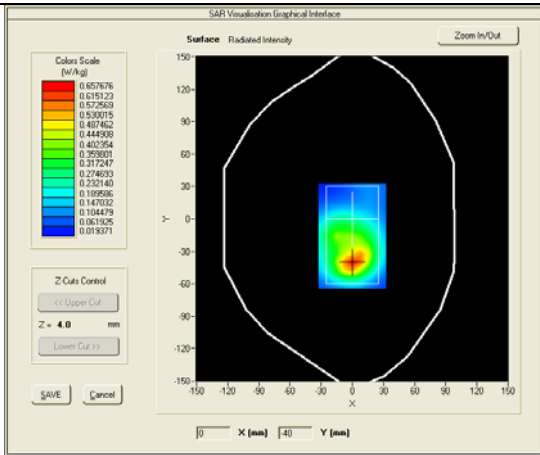 SAR Visualisation Graphical Interface
Surface Radiated Intensity
Zoom In/Out
Colors Scale
(W/kg)
0.657676
0.615123
0.572569
0.530015
0.487462
0.444908
0.402354
0.359801
0.317247
0.274693
0.232140
0.189586
0.147032
0.104479
0.061925
0.019371
Z-Cuts Control
<< Upper Cut
Z = 4.0 mm
Lower Cut >>
SAVE
Cancel
150-
120-
90-
60-
30-
0-
-30-
-60-
-90-
-120-
-150-
Y
-150 -120 -90 -60 -30 0 30 60 90 120 150
X
0 X (mm) -40 Y (mm)